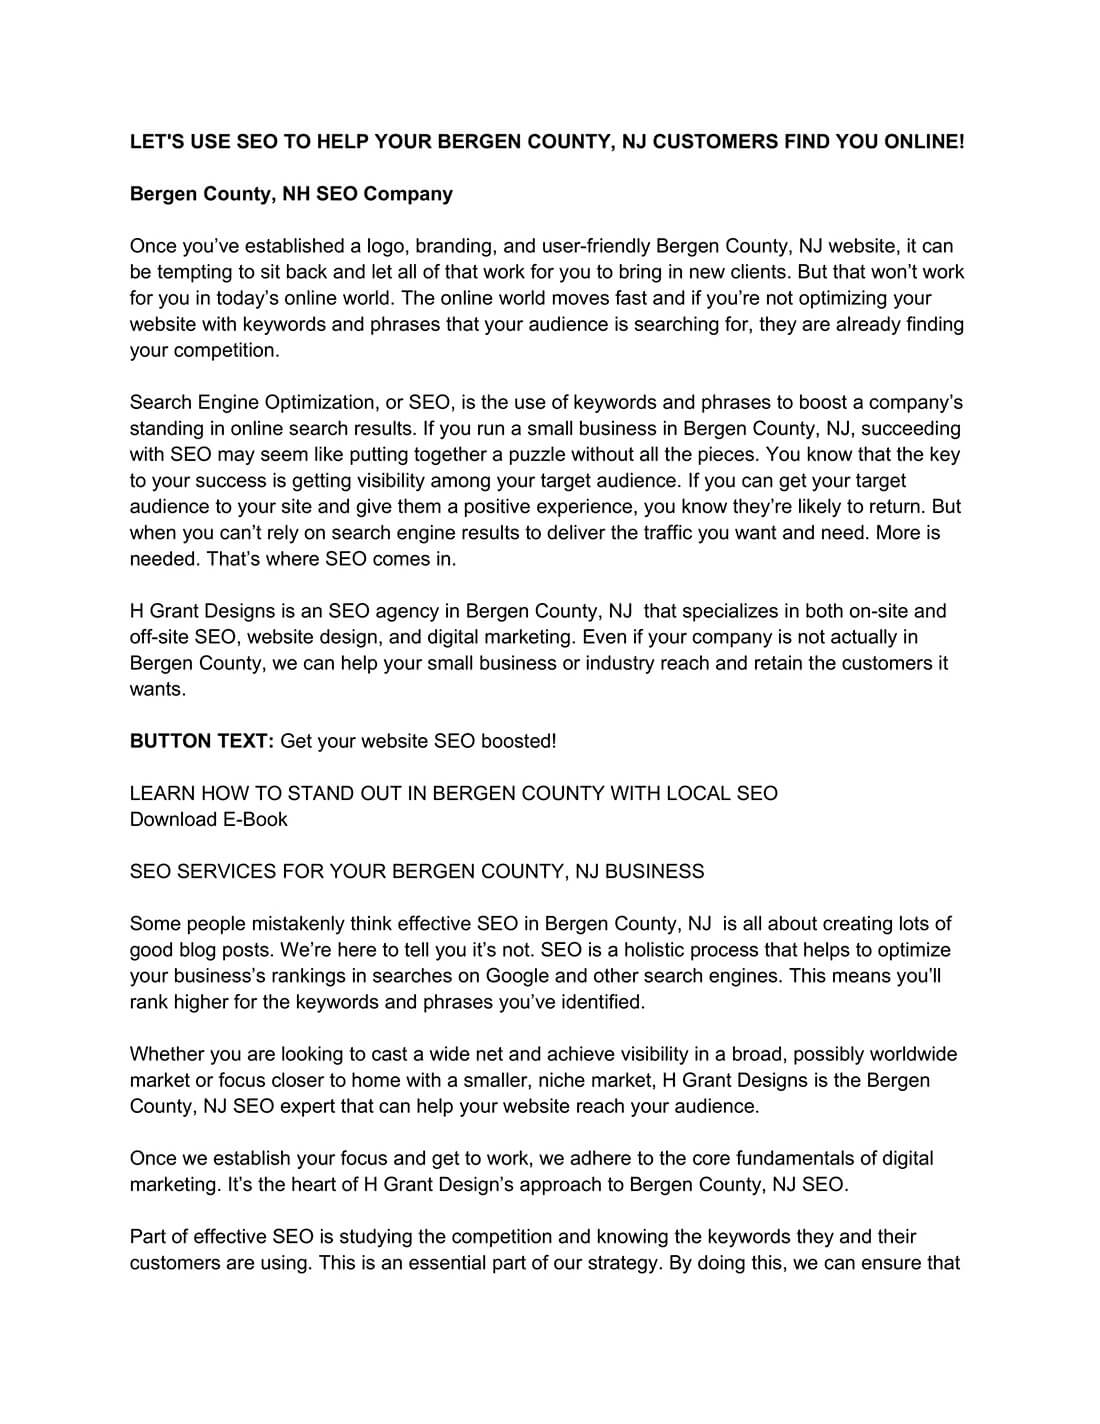 LET'S USE SEO TO HELP YOUR BERGEN COUNTY, NJ CUSTOMERS FIND YOU ONLINE!
Bergen County, NH SEO Company
Once you’ve established a logo, branding, and user-friendly Bergen County, NJ website, it can
be tempting to sit back and let all of that work for you to bring in new clients. But that won’t work
for you in today’s online world. The online world moves fast and if you’re not optimizing your
website with keywords and phrases that your audience is searching for, they are already finding
your competition.
Search Engine Optimization, or SEO, is the use of keywords and phrases to boost a company’s
standing in online search results. If you run a small business in Bergen County, NJ, succeeding
with SEO may seem like putting together a puzzle without all the pieces. You know that the key
to your success is getting visibility among your target audience. If you can get your target
audience to your site and give them a positive experience, you know they’re likely to return. But
when you can’t rely on search engine results to deliver the traffic you want and need. More is
needed. That’s where SEO comes in.
H Grant Designs is an SEO agency in Bergen County, NJ  that specializes in both on-site and
off-site SEO, website design, and digital marketing. Even if your company is not actually in
Bergen County, we can help your small business or industry reach and retain the customers it
wants.
BUTTON TEXT: Get your website SEO boosted!
LEARN HOW TO STAND OUT IN BERGEN COUNTY WITH LOCAL SEO
Download E-Book
SEO SERVICES FOR YOUR BERGEN COUNTY, NJ BUSINESS
Some people mistakenly think effective SEO in Bergen County, NJ  is all about creating lots of
good blog posts. We’re here to tell you it’s not. SEO is a holistic process that helps to optimize
your business’s rankings in searches on Google and other search engines. This means you’ll
rank higher for the keywords and phrases you’ve identified.
Whether you are looking to cast a wide net and achieve visibility in a broad, possibly worldwide
market or focus closer to home with a smaller, niche market, H Grant Designs is the Bergen
County, NJ SEO expert that can help your website reach your audience.
Once we establish your focus and get to work, we adhere to the core fundamentals of digital
marketing. It’s the heart of H Grant Design’s approach to Bergen County, NJ SEO.
Part of effective SEO is studying the competition and knowing the keywords they and their
customers are using. This is an essential part of our strategy. By doing this, we can ensure that